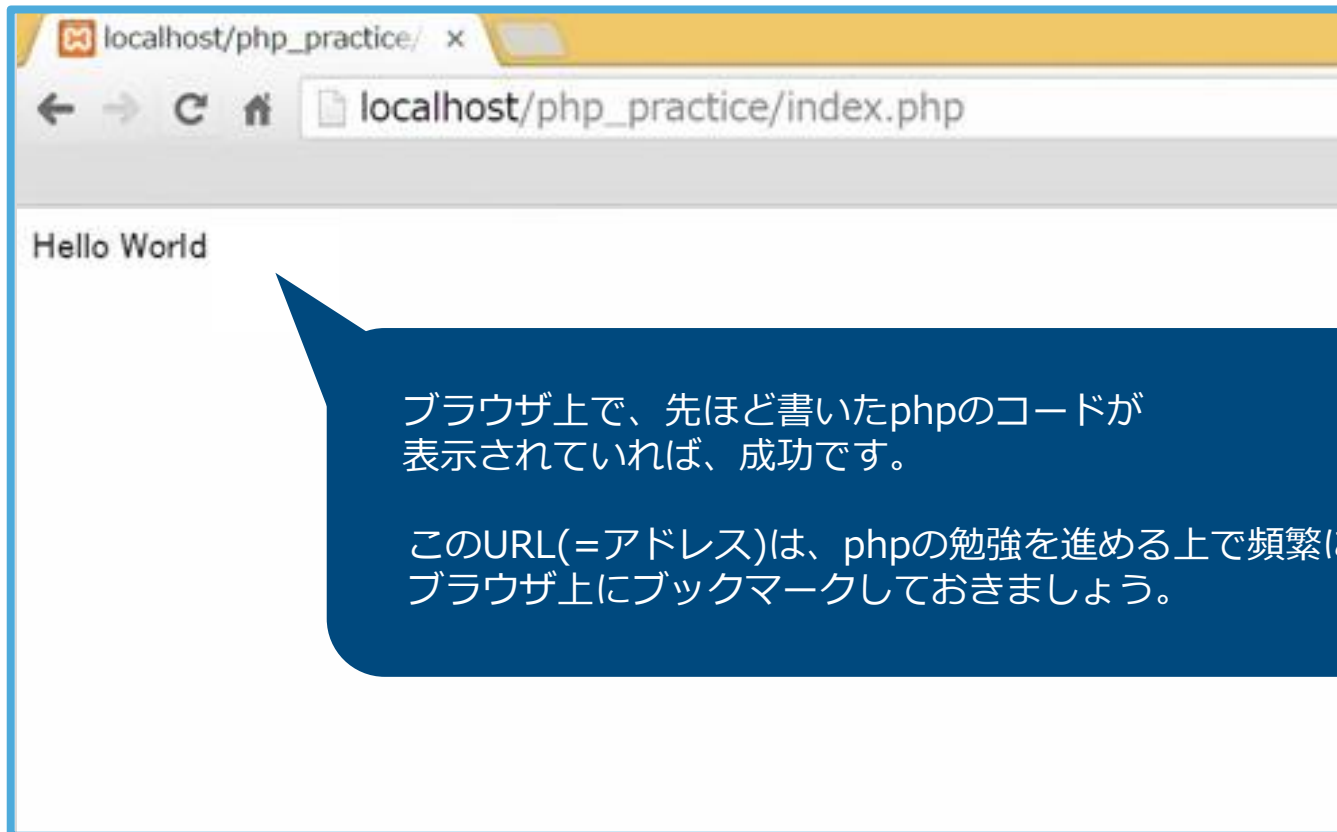 localhost/php_practice/
localhost/php_practice/index.php
Hello World
ブラウザ上で、先ほど書いたphpのコードが
表示されていれば、成功です。
このURL(=アドレス)は、phpの勉強を進める上で頻繁
ブラウザ上にブックマークしておきましょう。